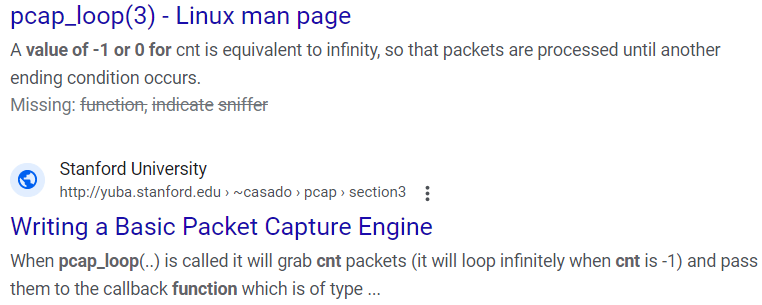 pcap_loop(3) - Linux man page
A value of -1 or 0 for cnt is equivalent to infinity, so that packets are processed until another
ending condition occurs.
Missing: function, indicate sniffer
Stanford University
http://yuba.stanford.edu › ~casado › pcap › section3
Writing a Basic Packet Capture Engine
When pcap_loop(..) is called it will grab cnt packets (it will loop infinitely when cnt is -1) and pass
them to the callback function which is of type ...